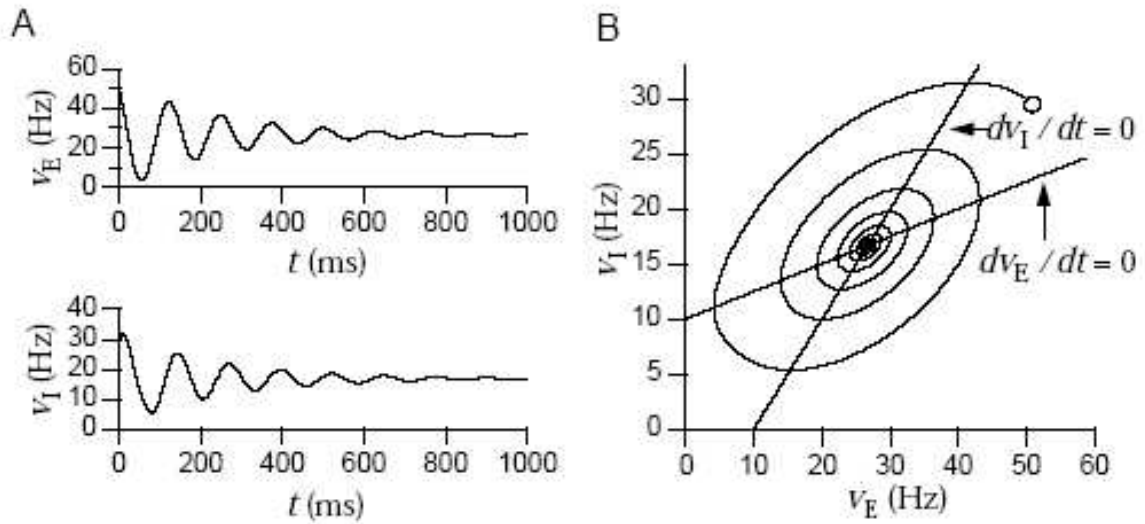 A
60
40
20
0
v_E (Hz)
0 200 400 600 800 1000
t (ms)
40
30
20
10
0
v_I (Hz)
0 200 400 600 800 1000
t (ms)
B
30
25
20
15
10
5
0
v_I (Hz)
dv_I / dt = 0
dv_E / dt = 0
0 10 20 30 40 50 60
v_E (Hz)